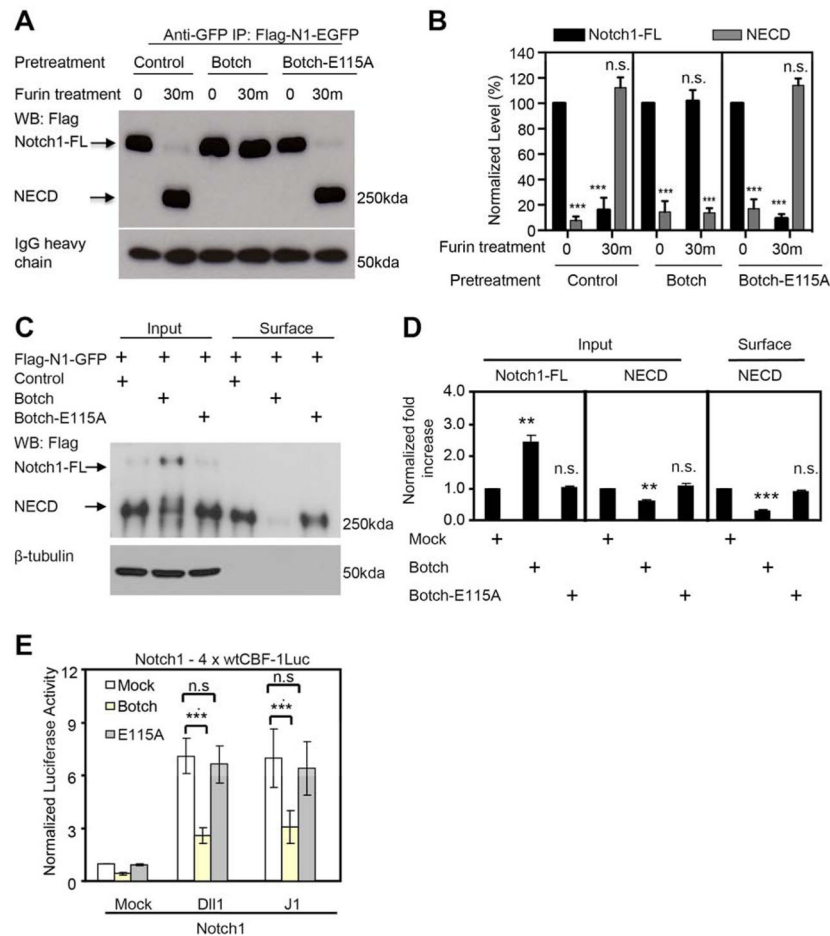 A
Anti-GFP IP: Flag-N1-EGFP
Pretreatment Control Botch Botch-E115A
Furin treatment 0 30m 0 30m 0 30m
WB: Flag
Notch1-FL
NECD
250kda
IgG heavy
chain
50kda
B
Notch1-FL NECD
Normalized Level (%)
140
120
100
80
60
40
20
0
*** *** n.s. *** n.s. *** *** *** n.s.
Furin treatment 0 30m 0 30m 0 30m
Pretreatment Control Botch Botch-E115A
C
Input Surface
Flag-N1-GFP + + + + + +
Control + +
Botch + +
Botch-E115A + +
WB: Flag
Notch1-FL
NECD
250kda
β-tubulin
50kda
D
Input Surface
Notch1-FL NECD NECD
Normalized fold
increase
4.0
3.0
2.0
1.0
0.0
** n.s. ** n.s. *** n.s.
Mock + + +
Botch + + +
Botch-E115A + + +
E
Notch1 - 4 x wtCBF-1Luc
Normalized Luciferase Activity
12
9
6
3
0
Mock
Botch
E115A
n.s
.
***
n.s
.
***
Mock Dll1 J1
Notch1